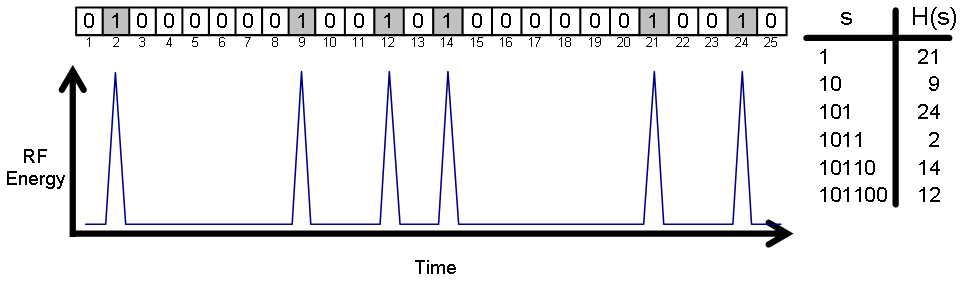 0 1 0 0 0 0 0 0 1 0 0 1 0 1 0 0 0 0 0 0 1 0 0 1 0
1 2 3 4 5 6 7 8 9 10 11 12 13 14 15 16 17 18 19 20 21 22 23 24 25
RF
Energy
Time
s H(s)
1 21
10 9
101 24
1011 2
10110 14
101100 12